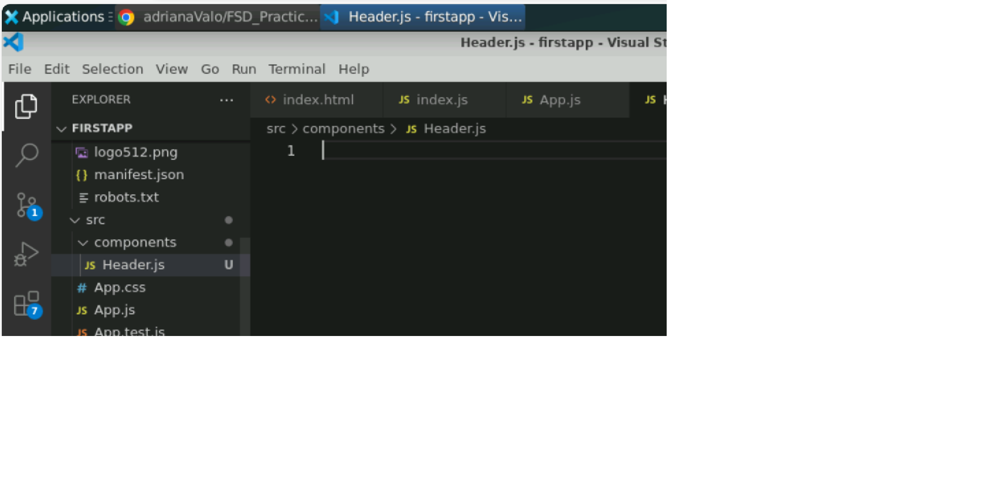 Applications adrianaValo/FSD_Practic... Header.js - firstapp - Vis...
Header.js - firstapp - Visual St
File Edit Selection View Go Run Terminal Help
EXPLORER ...
FIRSTAPP
logo512.png
{} manifest.json
robots.txt
src
components
JS Header.js U
# App.css
JS App.js
JS App.test.js
1
7
<> index.html JS index.js JS App.js JS H
src > components > JS Header.js
1